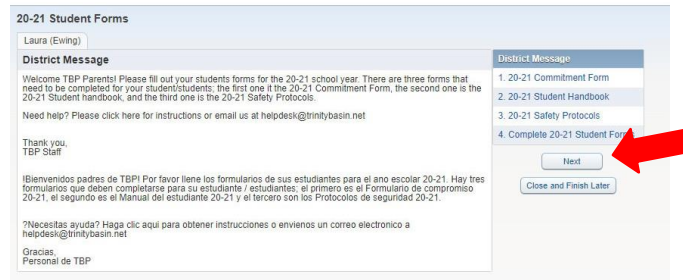 20-21 Student Forms
Laura (Ewing)
District Message
Welcome TBP Parents! Please fill out your students forms for the 20-21 school year. There are three forms that
need to be completed for your student/students; the first one it the 20-21 Commitment Form, the second one is the
20-21 Student handbook, and the third one is the 20-21 Safety Protocols.
Need help? Please click here for instructions or email us at helpdesk@trinitybasin.net
Thank you,
TBP Staff
!Bienvenidos padres de TBP! Por favor llene los formularios de sus estudiantes para el ano escolar 20-21. Hay tres
formularios que deben completarse para su estudiante / estudiantes; el primero es el Formulario de compromiso
20-21, el segundo es el Manual del estudiante 20-21 y el tercero son los Protocolos de seguridad 20-21.
?Necesitas ayuda? Haga clic aqui para obtener instrucciones o envienos un correo electronico a
helpdesk@trinitybasin.net
Gracias,
Personal de TBP
District Message
1. 20-21 Commitment Form
2. 20-21 Student Handbook
3. 20-21 Safety Protocols
4. Complete 20-21 Student Forms
Next
Close and Finish Later